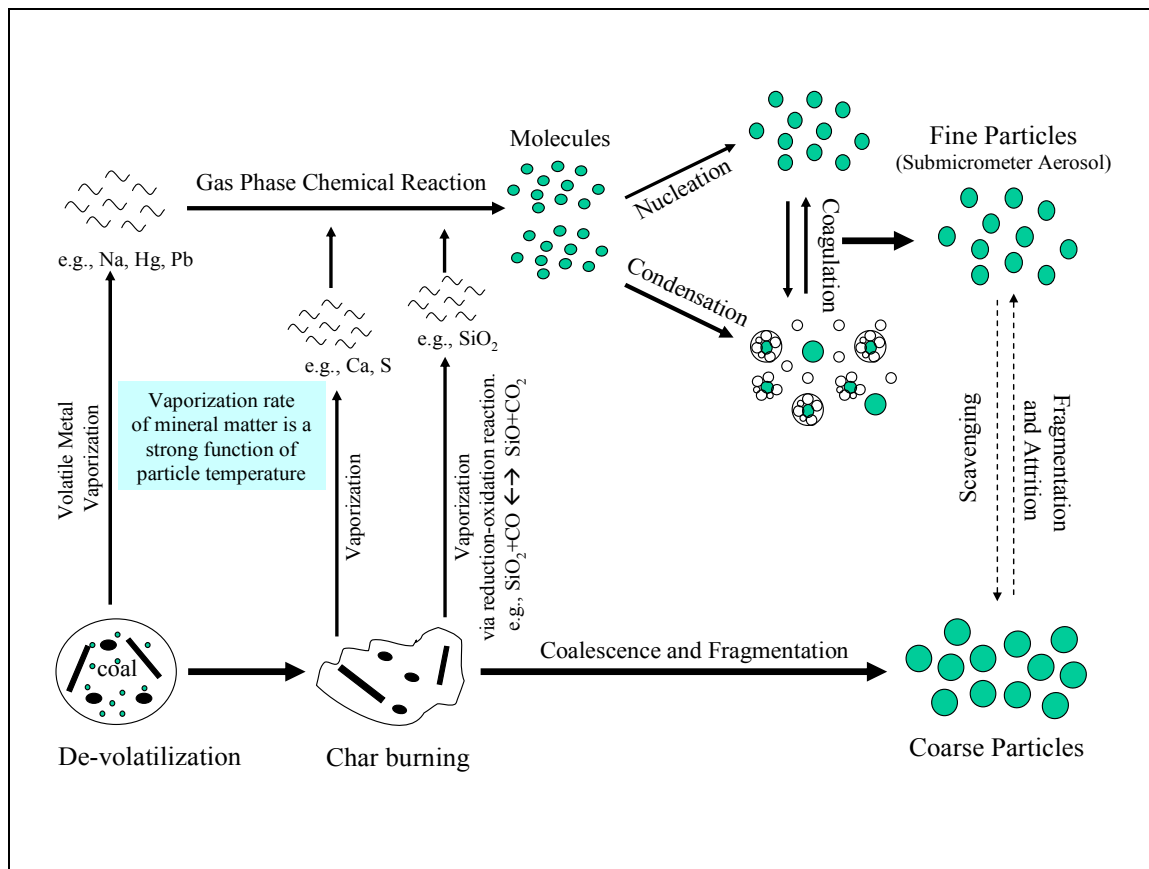 Molecules
Fine Particles
(Submicrometer Aerosol)
Gas Phase Chemical Reaction
Nucleation
Coagulation
Condensation
e.g., Na, Hg, Pb
e.g., SiO₂
e.g., Ca, S
Vaporization rate
of mineral matter is a
strong function of
particle temperature
Volatile Metal
Vaporization
Vaporization
Vaporization
via reduction-oxidation reaction.
e.g., SiO₂+CO ←→ SiO+CO₂
Scavenging
Fragmentation
and Attrition
coal
Coalescence and Fragmentation
De-volatilization
Char burning
Coarse Particles